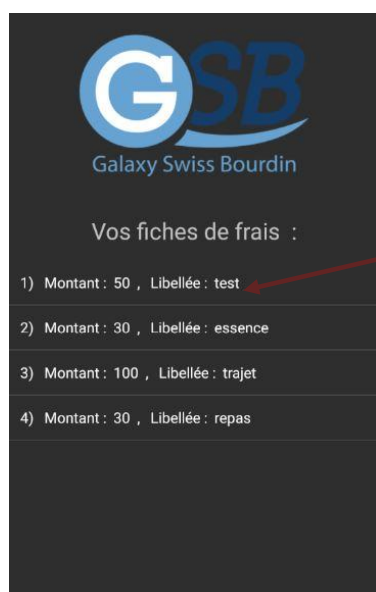 GSB
Galaxy Swiss Bourdin
Vos fiches de frais :
1) Montant : 50 , Libellée : test
2) Montant : 30 , Libellée : essence
3) Montant : 100 , Libellée : trajet
4) Montant : 30 , Libellée : repas